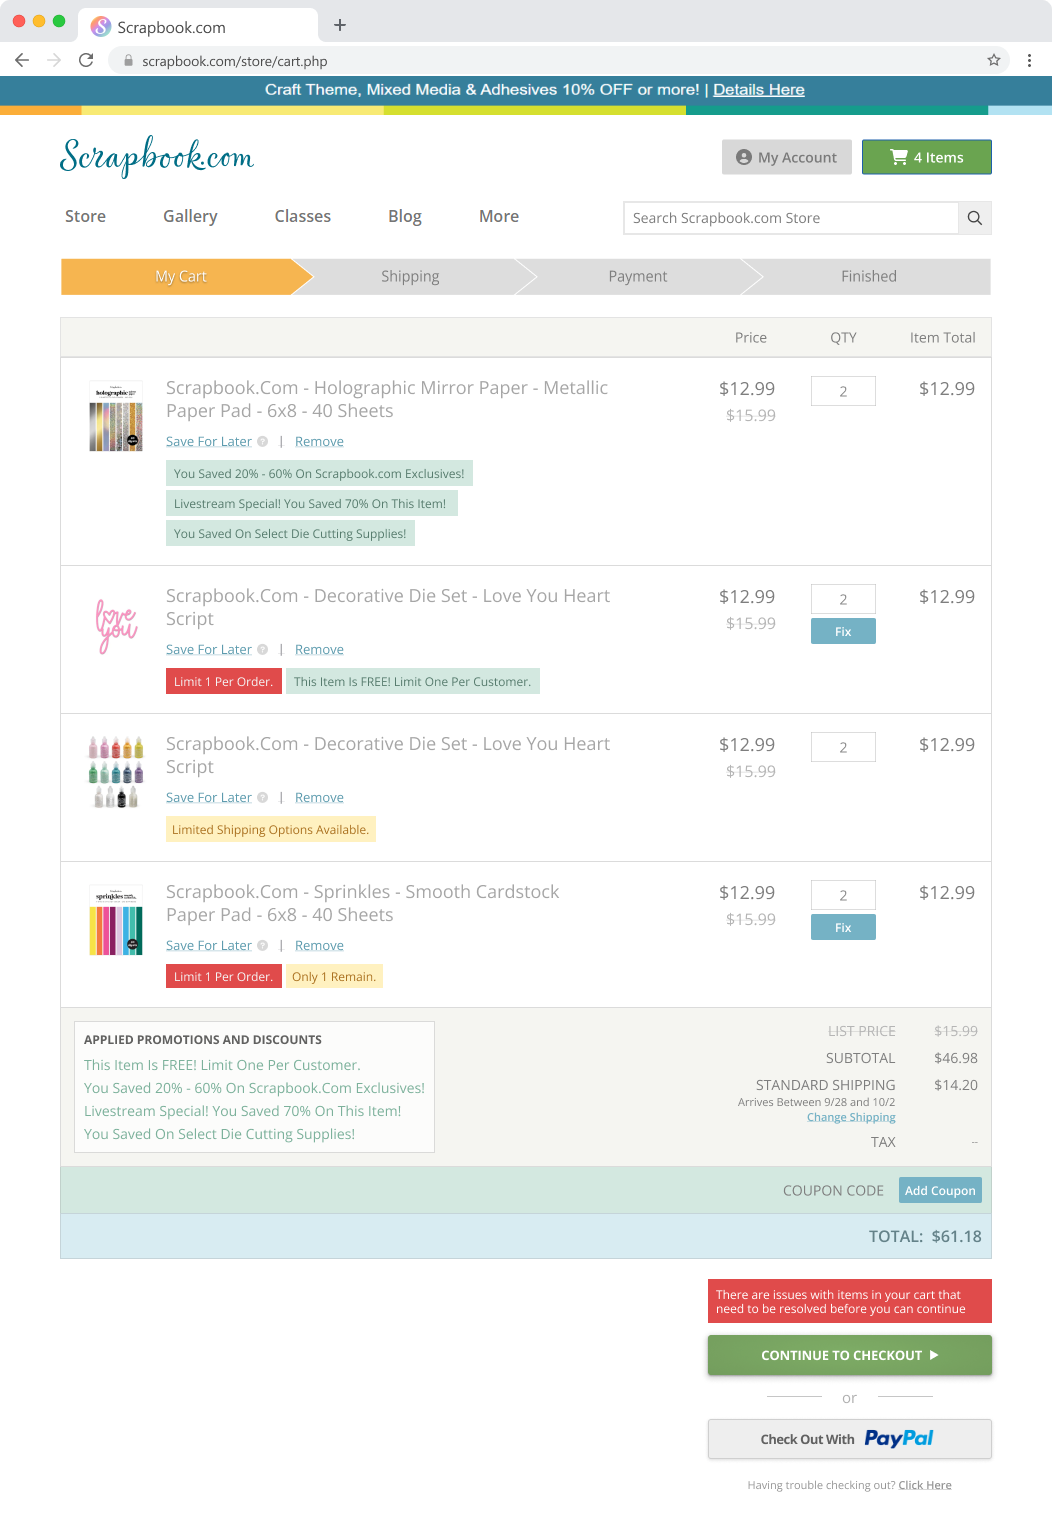 Scrapbook.com
scrapbook.com/store/cart.php
Craft Theme, Mixed Media & Adhesives 10% OFF or more! | Details Here
Scrapbook.com
My Account
4 Items
Store Gallery Classes Blog More
Search Scrapbook.com Store
My Cart Shipping Payment Finished
Price QTY Item Total
holographic
Scrapbook.Com - Holographic Mirror Paper - Metallic
Paper Pad - 6x8 - 40 Sheets
$12.99 2 $12.99
$15.99
Save For Later ? | Remove
You Saved 20% - 60% On Scrapbook.com Exclusives!
Livestream Special! You Saved 70% On This Item!
You Saved On Select Die Cutting Supplies!
love
you
Scrapbook.Com - Decorative Die Set - Love You Heart
Script
$12.99 2 $12.99
$15.99
Fix
Save For Later ? | Remove
Limit 1 Per Order. This Item Is FREE! Limit One Per Customer.
Scrapbook.Com - Decorative Die Set - Love You Heart
Script
$12.99 2 $12.99
$15.99
Save For Later ? | Remove
Limited Shipping Options Available.
sprinkles
Scrapbook.Com - Sprinkles - Smooth Cardstock
Paper Pad - 6x8 - 40 Sheets
$12.99 2 $12.99
$15.99
Fix
Save For Later ? | Remove
Limit 1 Per Order. Only 1 Remain.
APPLIED PROMOTIONS AND DISCOUNTS
This Item Is FREE! Limit One Per Customer.
You Saved 20% - 60% On Scrapbook.Com Exclusives!
Livestream Special! You Saved 70% On This Item!
You Saved On Select Die Cutting Supplies!
LIST PRICE $15.99
SUBTOTAL $46.98
STANDARD SHIPPING $14.20
Arrives Between 9/28 and 10/2
Change Shipping
TAX --
COUPON CODE Add Coupon
TOTAL: $61.18
There are issues with items in your cart that
need to be resolved before you can continue
CONTINUE TO CHECKOUT
or
Check Out With PayPal
Having trouble checking out? Click Here